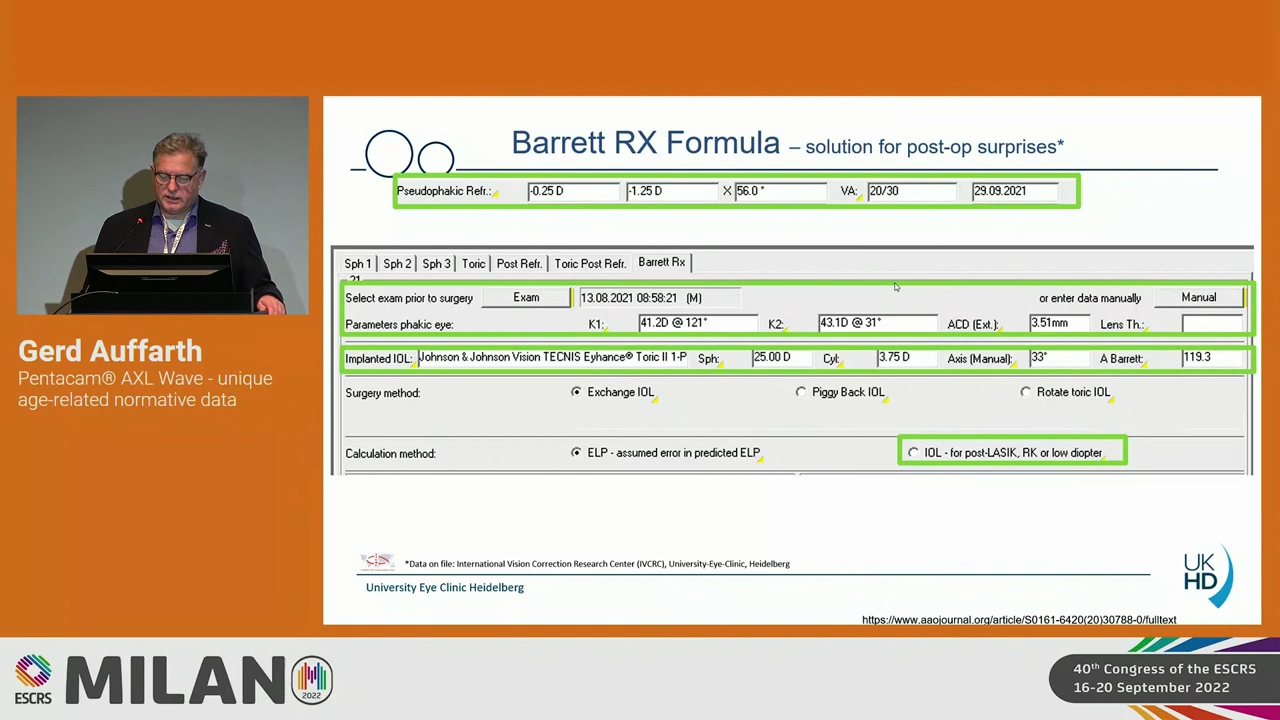 Barrett RX Formula – solution for post-op surprises*
Pseudophakic Refr.: -0.25 D -1.25 D X 56.0 ° VA: 20/30 29.09.2021
Sph 1 Sph 2 Sph 3 Toric Post Refr. Toric Post Refr. Barrett Rx
Select exam prior to surgery Exam 13.08.2021 08:58:21 (M) or enter data manually Manual
Parameters phakic eye: K1: 41.2D @ 121° K2: 43.1D @ 31° ACD (Ext.): 3.51mm Lens Th.:
Implanted IOL: Johnson & Johnson Vision TECNIS Eyhance® Toric II 1-P Sph: 25.00 D Cyl: 3.75 D Axis (Manual): 33° A Barrett: 119.3
Surgery method: Exchange IOL Piggy Back IOL Rotate toric IOL
Calculation method: ELP - assumed error in predicted ELP IOL - for post-LASIK, RK or low diopter
*Data on file: International Vision Correction Research Center (IVCRC), University-Eye-Clinic, Heidelberg
University Eye Clinic Heidelberg
UK
HD
https://www.aaojournal.org/article/S0161-6420(20)30788-0/fulltext
Gerd Auffarth
Pentacam® AXL Wave - unique
age-related normative data
ESCRS
MILANO
2022
40th Congress of the ESCRS
16-20 September 2022